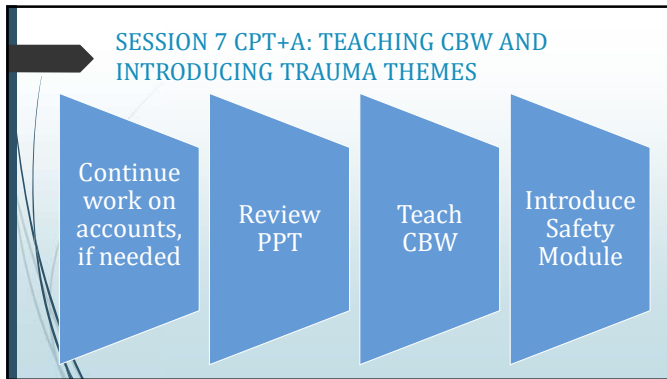 SESSION 7 CPT+A: TEACHING CBW AND
INTRODUCING TRAUMA THEMES
Continue
work on
accounts,
if needed
Review
PPT
Teach
CBW
Introduce
Safety
Module